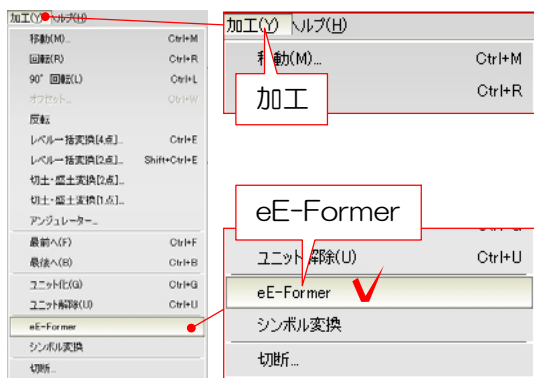 加工(Y) ヘルプ(H)
移動(M)... Ctrl+M
回転(R) Ctrl+R
90° 回転(L) Ctrl+L
オフセット... Ctrl+W
反転
レベル一括変換[4点]... Ctrl+E
レベル一括変換[2点]... Shift+Ctrl+E
切土・盛土変換[2点]...
切土・盛土変換[1点]...
アンジュレーター...
最前へ(F) Ctrl+F
最後へ(B) Ctrl+B
ユニット化(G) Ctrl+G
ユニット解除(U) Ctrl+U
eE-Former
シンボル変換
切断...
加工(Y) ヘルプ(H)
移動(M)... Ctrl+M
Ctrl+R
加工
eE-Former
ユニット解除(U) Ctrl+U
eE-Former
シンボル変換
切断...